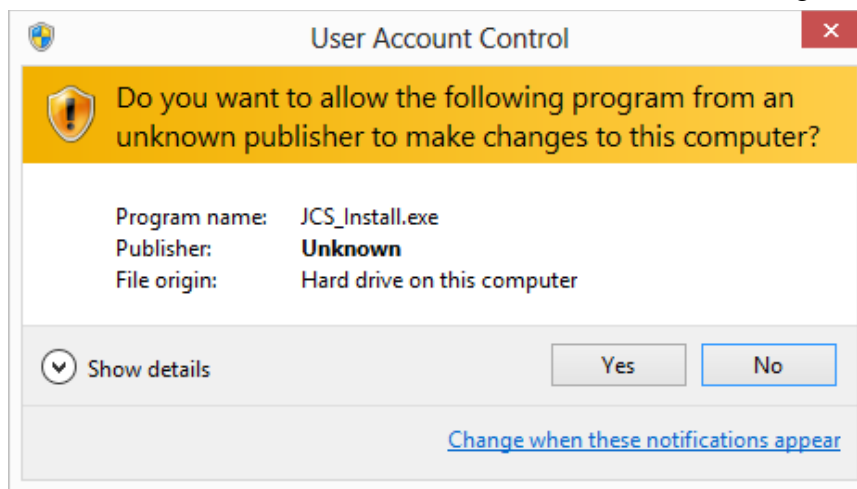 User Account Control
Do you want to allow the following program from an
unknown publisher to make changes to this computer?
Program name: JCS_Install.exe
Publisher: Unknown
File origin: Hard drive on this computer
Show details Yes No
Change when these notifications appear